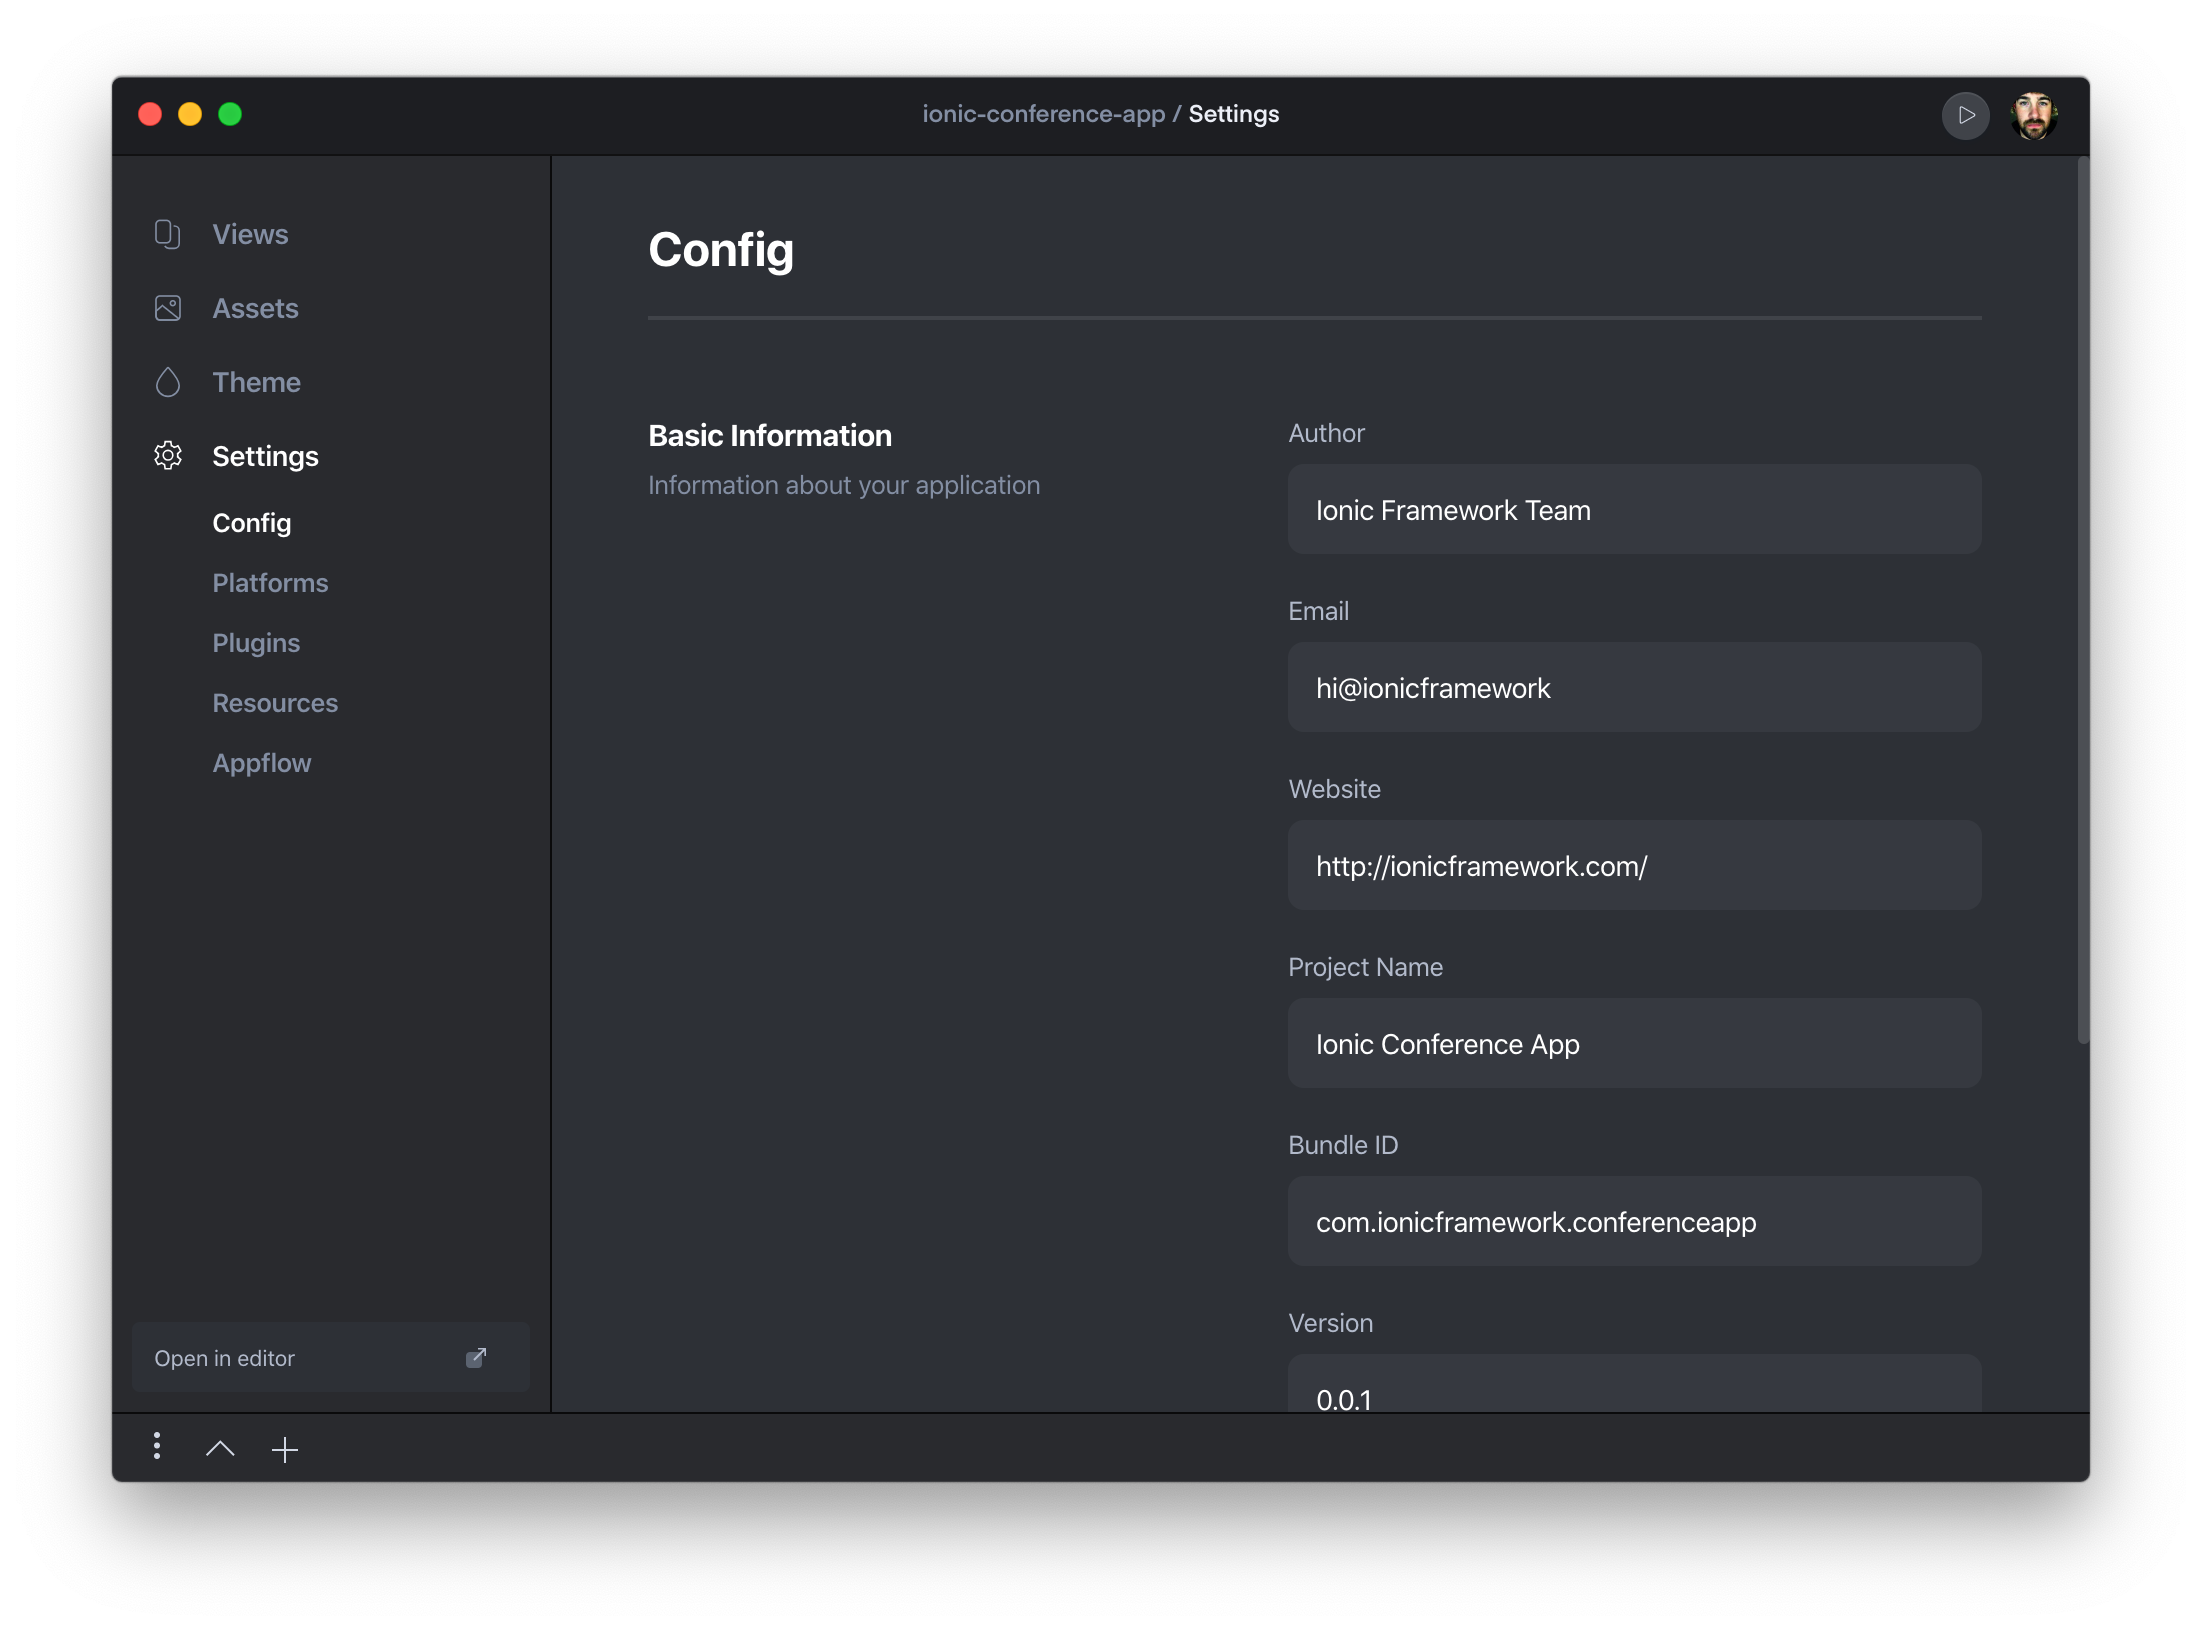 ionic-conference-app / Settings
Views
Assets
Theme
Settings
Config
Platforms
Plugins
Resources
Appflow
Open in editor
Config
Basic Information
Information about your application
Author
Ionic Framework Team
Email
hi@ionicframework
Website
http://ionicframework.com/
Project Name
Ionic Conference App
Bundle ID
com.ionicframework.conferenceapp
Version
0.0.1